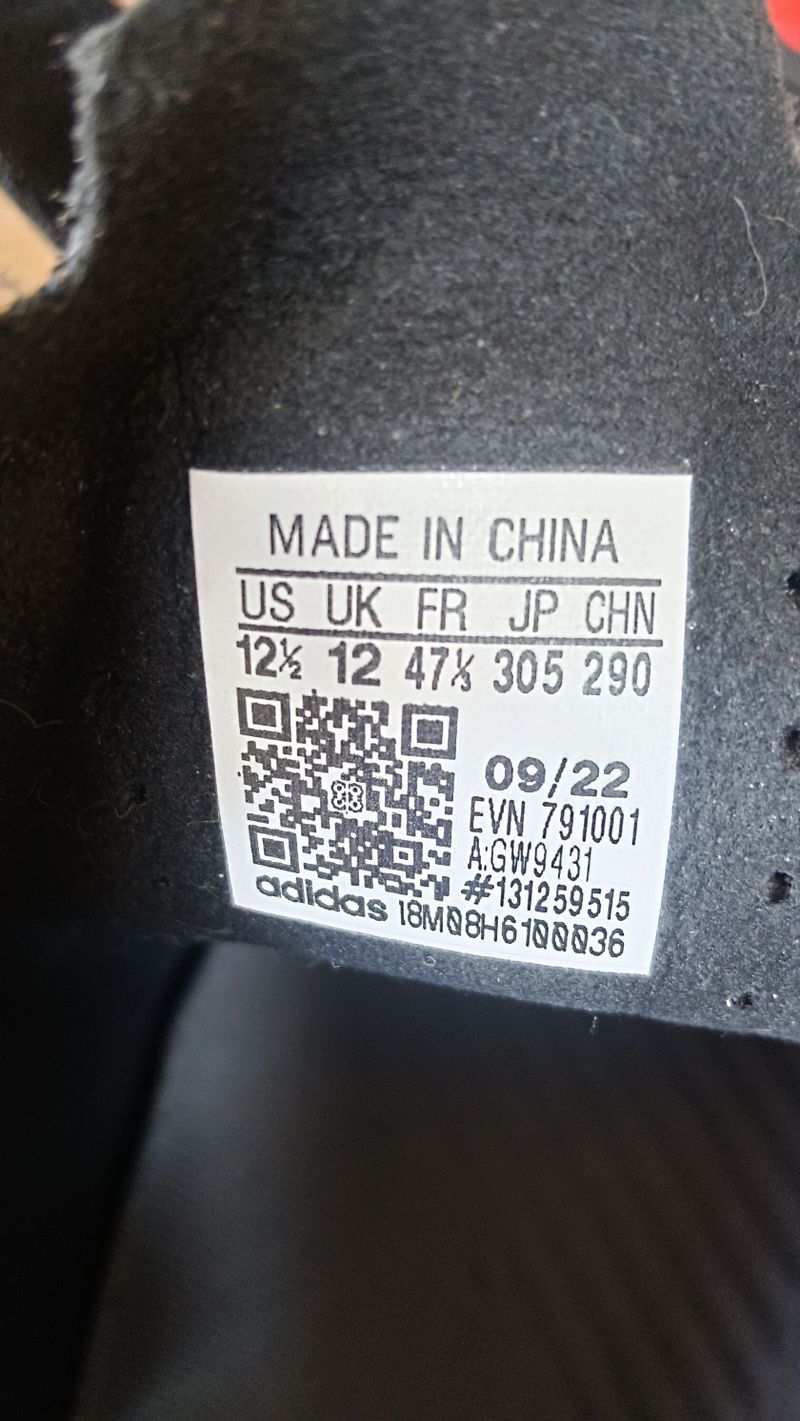 MADE IN CHINA
US UK FR JP CHN
12½ 12 47⅓ 305 290
09/22
EVN 791001
A:GW9431
#131259515
adidas 18M08H6100036